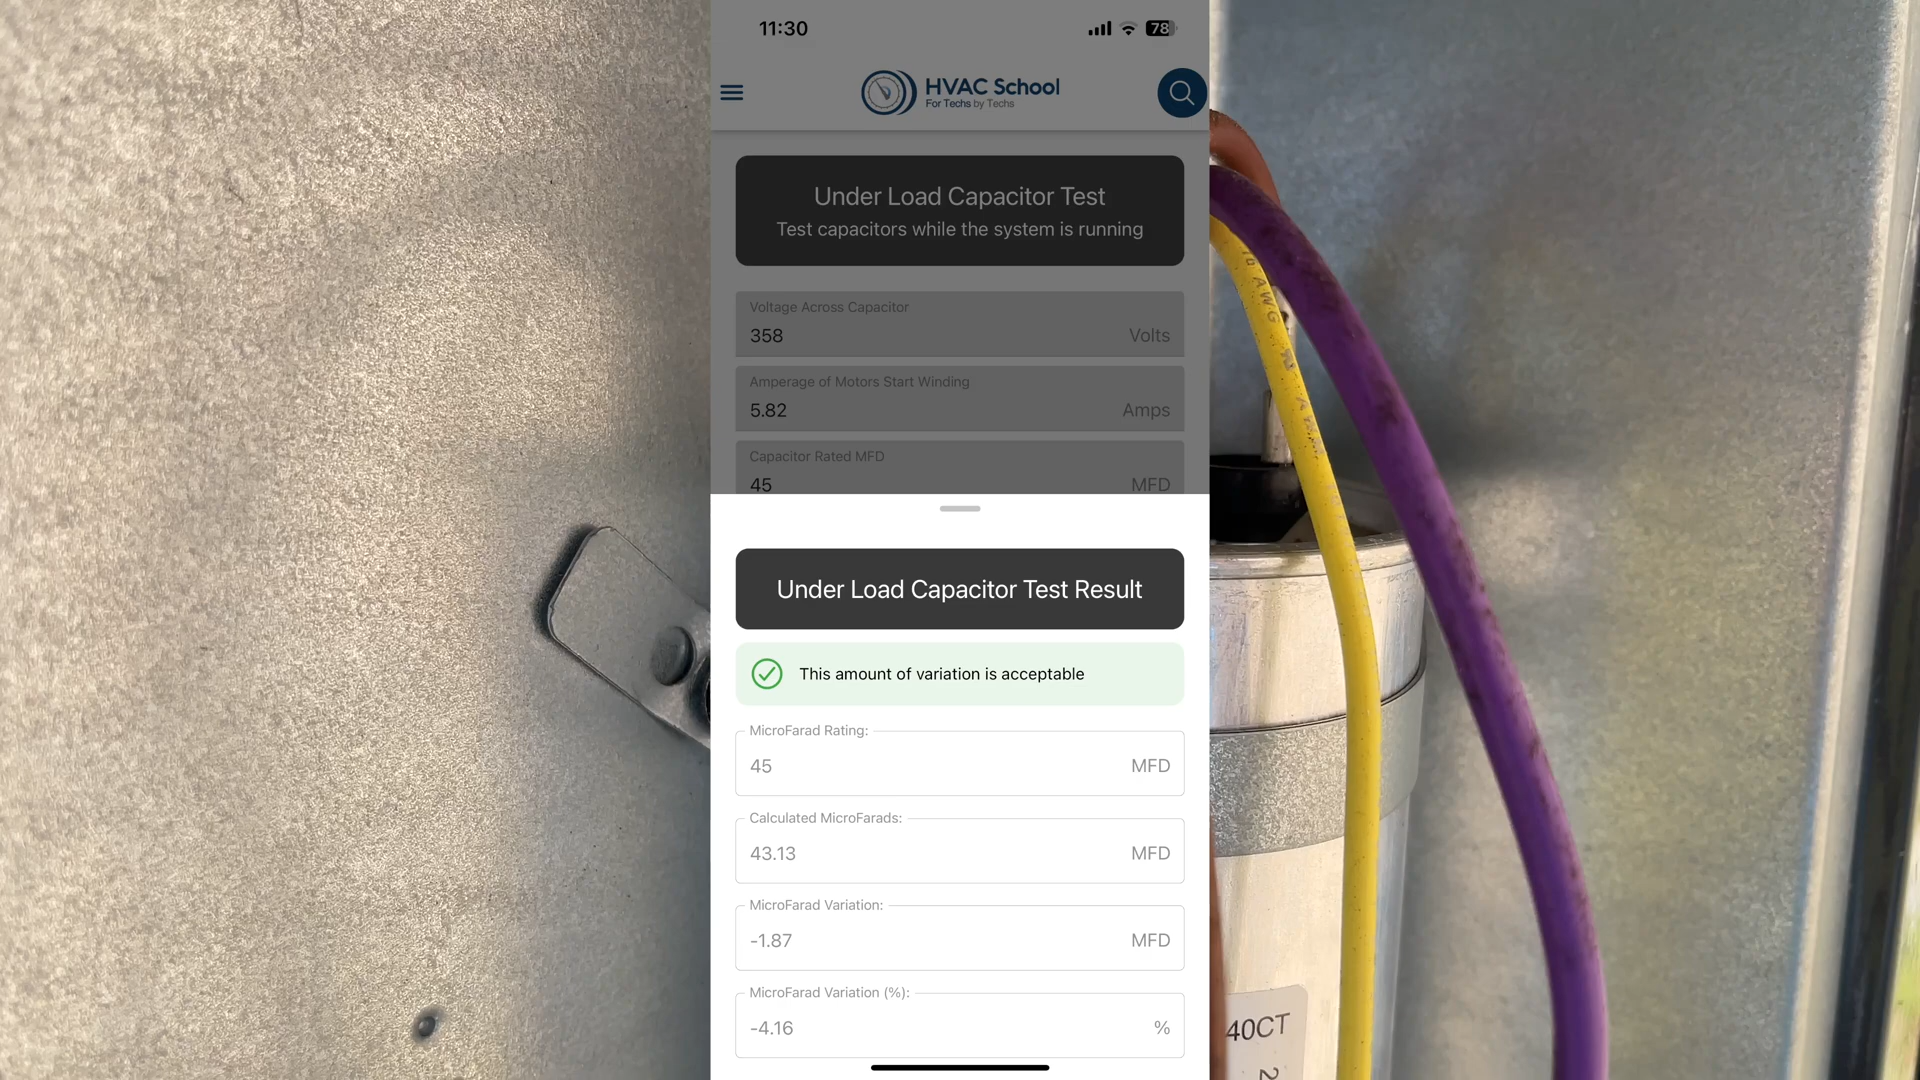 11:30
78
HVAC School
For Techs by Techs
Under Load Capacitor Test
Test capacitors while the system is running
Voltage Across Capacitor
358 Volts
Amperage of Motors Start Winding
5.82 Amps
Capacitor Rated MFD
45 MFD
Under Load Capacitor Test Result
This amount of variation is acceptable
MicroFarad Rating:
45 MFD
Calculated MicroFarads:
43.13 MFD
MicroFarad Variation:
-1.87 MFD
MicroFarad Variation (%):
-4.16 %
AWG
40CT
2